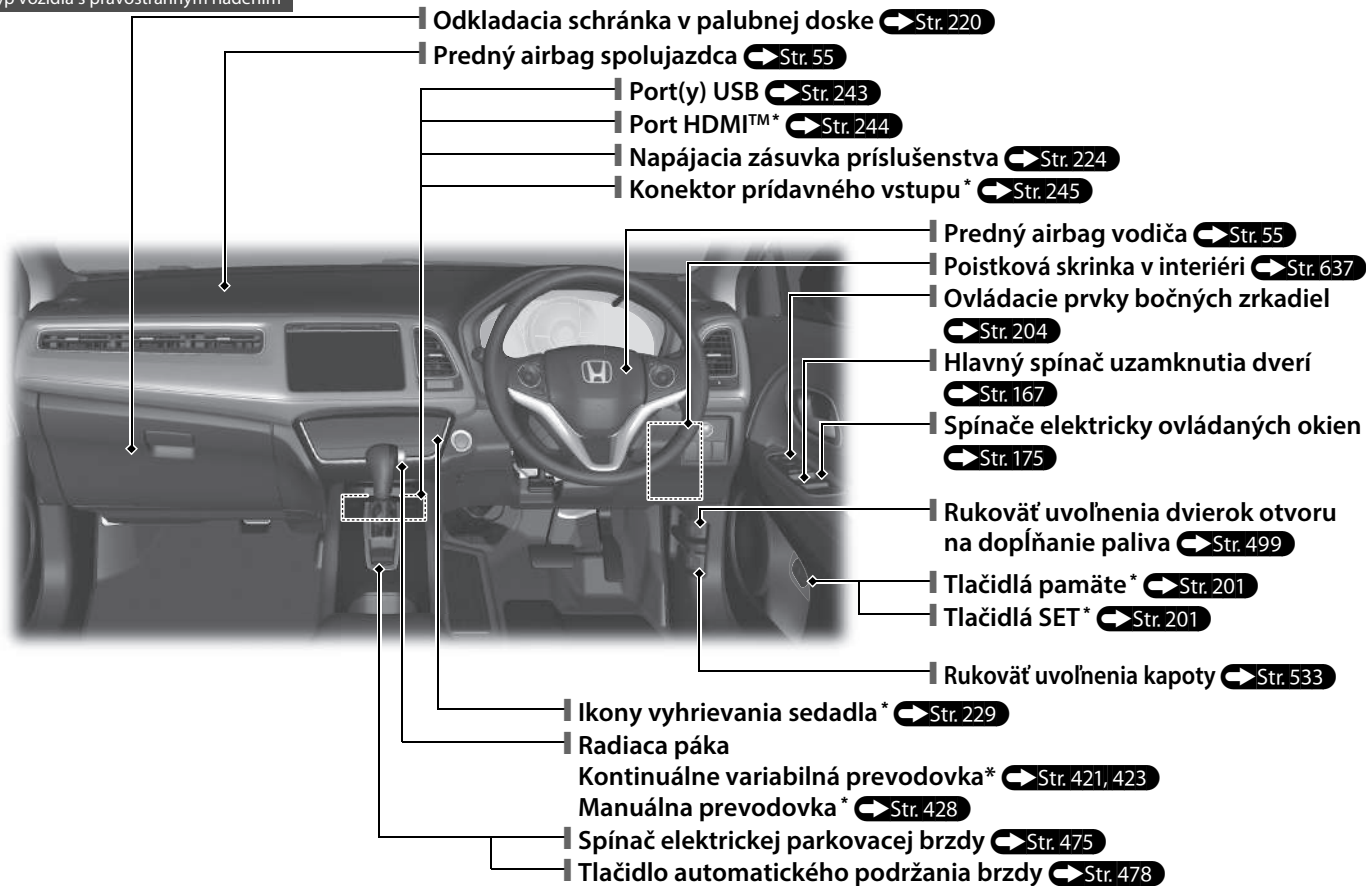 vozidla s pravostranným riadením
Odkladacia schránka v palubnej doske Str. 220
Predný airbag spolujazdca Str. 55
Port(y) USB Str. 243
Port HDMI™* Str. 244
Napájacia zásuvka príslušenstva Str. 224
Konektor prídavného vstupu* Str. 245
Predný airbag vodiča Str. 55
Poistková skrinka v interiéri Str. 637
Ovládacie prvky bočných zrkadiel
Str. 204
Hlavný spínač uzamknutia dverí
Str. 167
Spínače elektricky ovládaných okien
Str. 175
Rukoväť uvoľnenia dvierok otvoru
na dopĺňanie paliva Str. 499
Tlačidlá pamäte* Str. 201
Tlačidlá SET* Str. 201
Rukoväť uvoľnenia kapoty Str. 533
Ikony vyhrievania sedadla* Str. 229
Radiaca páka
Kontinuálne variabilná prevodovka* Str. 421, 423
Manuálna prevodovka* Str. 428
Spínač elektrickej parkovacej brzdy Str. 475
Tlačidlo automatického podržania brzdy Str. 478